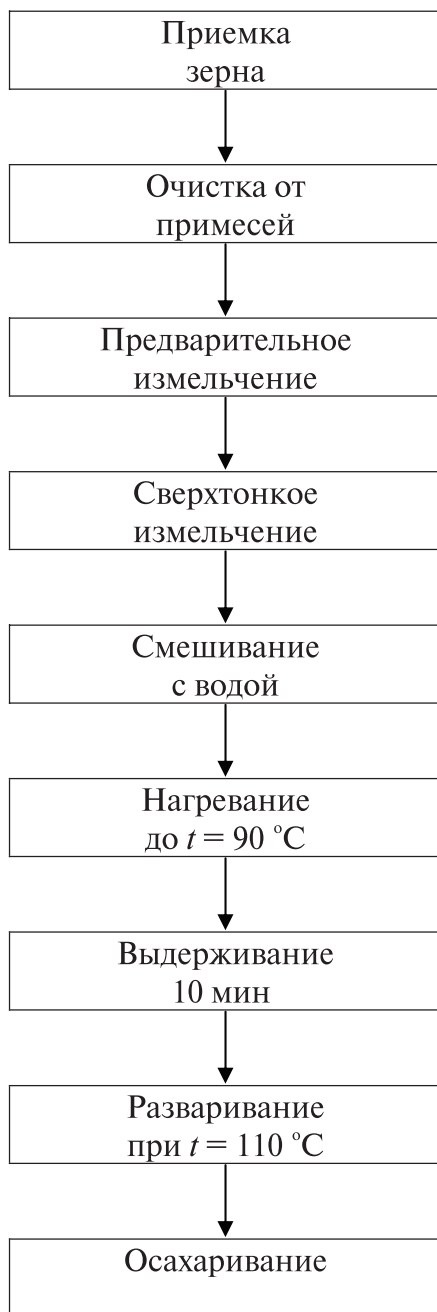 Приемка
зерна
Очистка от
примесей
Предварительное
измельчение
Сверхтонкое
измельчение
Смешивание
с водой
Нагревание
до t = 90 °C
Выдерживание
10 мин
Разваривание
при t = 110 °C
Осахаривание